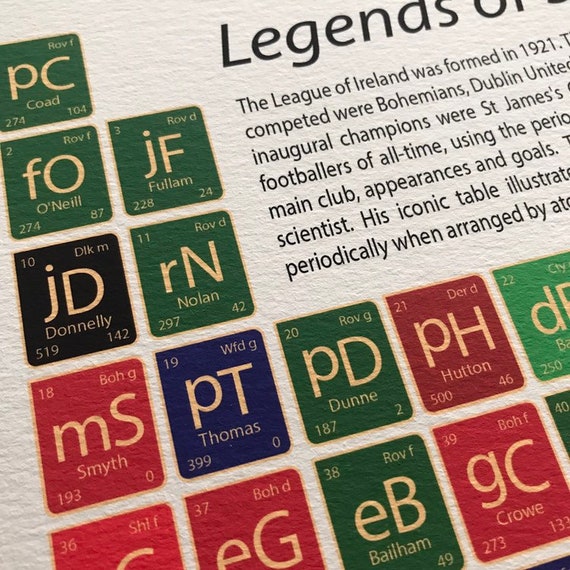 Legends of
The League of Ireland was formed in 1921.
competed were Bohemians, Dublin United
inaugural champions were St James's
footballers of all-time, using the
main club, appearances and goals.
scientist. His iconic table
periodically when arranged by
Rov f
pC
Coad
274 104
2 Rov f
fO
O'Neill
274 87
3 Rov d
jF
Fullam
228 24
10 Dlk m
jD
Donnelly
519 142
11 Rov d
rN
Nolan
297 42
18 Boh g
mS
Smyth
193 0
19 Wfd g
pT
Thomas
399 0
20 Rov g
pD
Dunne
187 2
21 Der d
pH
Hutton
500 46
22 Cty
250
36 Shl f
37 Boh d
eG
38 Rov f
eB
Bailham
49
39 Boh f
gC
Crowe
273 133
40